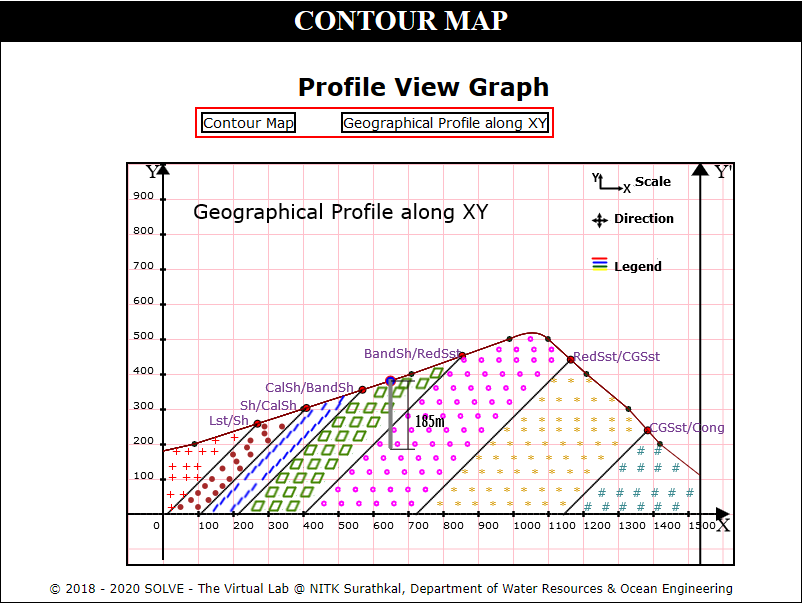 CONTOUR MAP
Profile View Graph
Contour Map Geographical Profile along XY
Y Y'
Y X Scale
900
Geographical Profile along XY
Direction
800
700
Legend
600
500
BandSh/RedSst RedSst/CGSst
400
CalSh/BandSh
300
Sh/CalSh
Lst/Sh 185m CGSst/Cong
200
100
0 100 200 300 400 500 600 700 800 900 1000 1100 1200 1300 1400 1500 X
© 2018 - 2020 SOLVE - The Virtual Lab @ NITK Surathkal, Department of Water Resources & Ocean Engineering